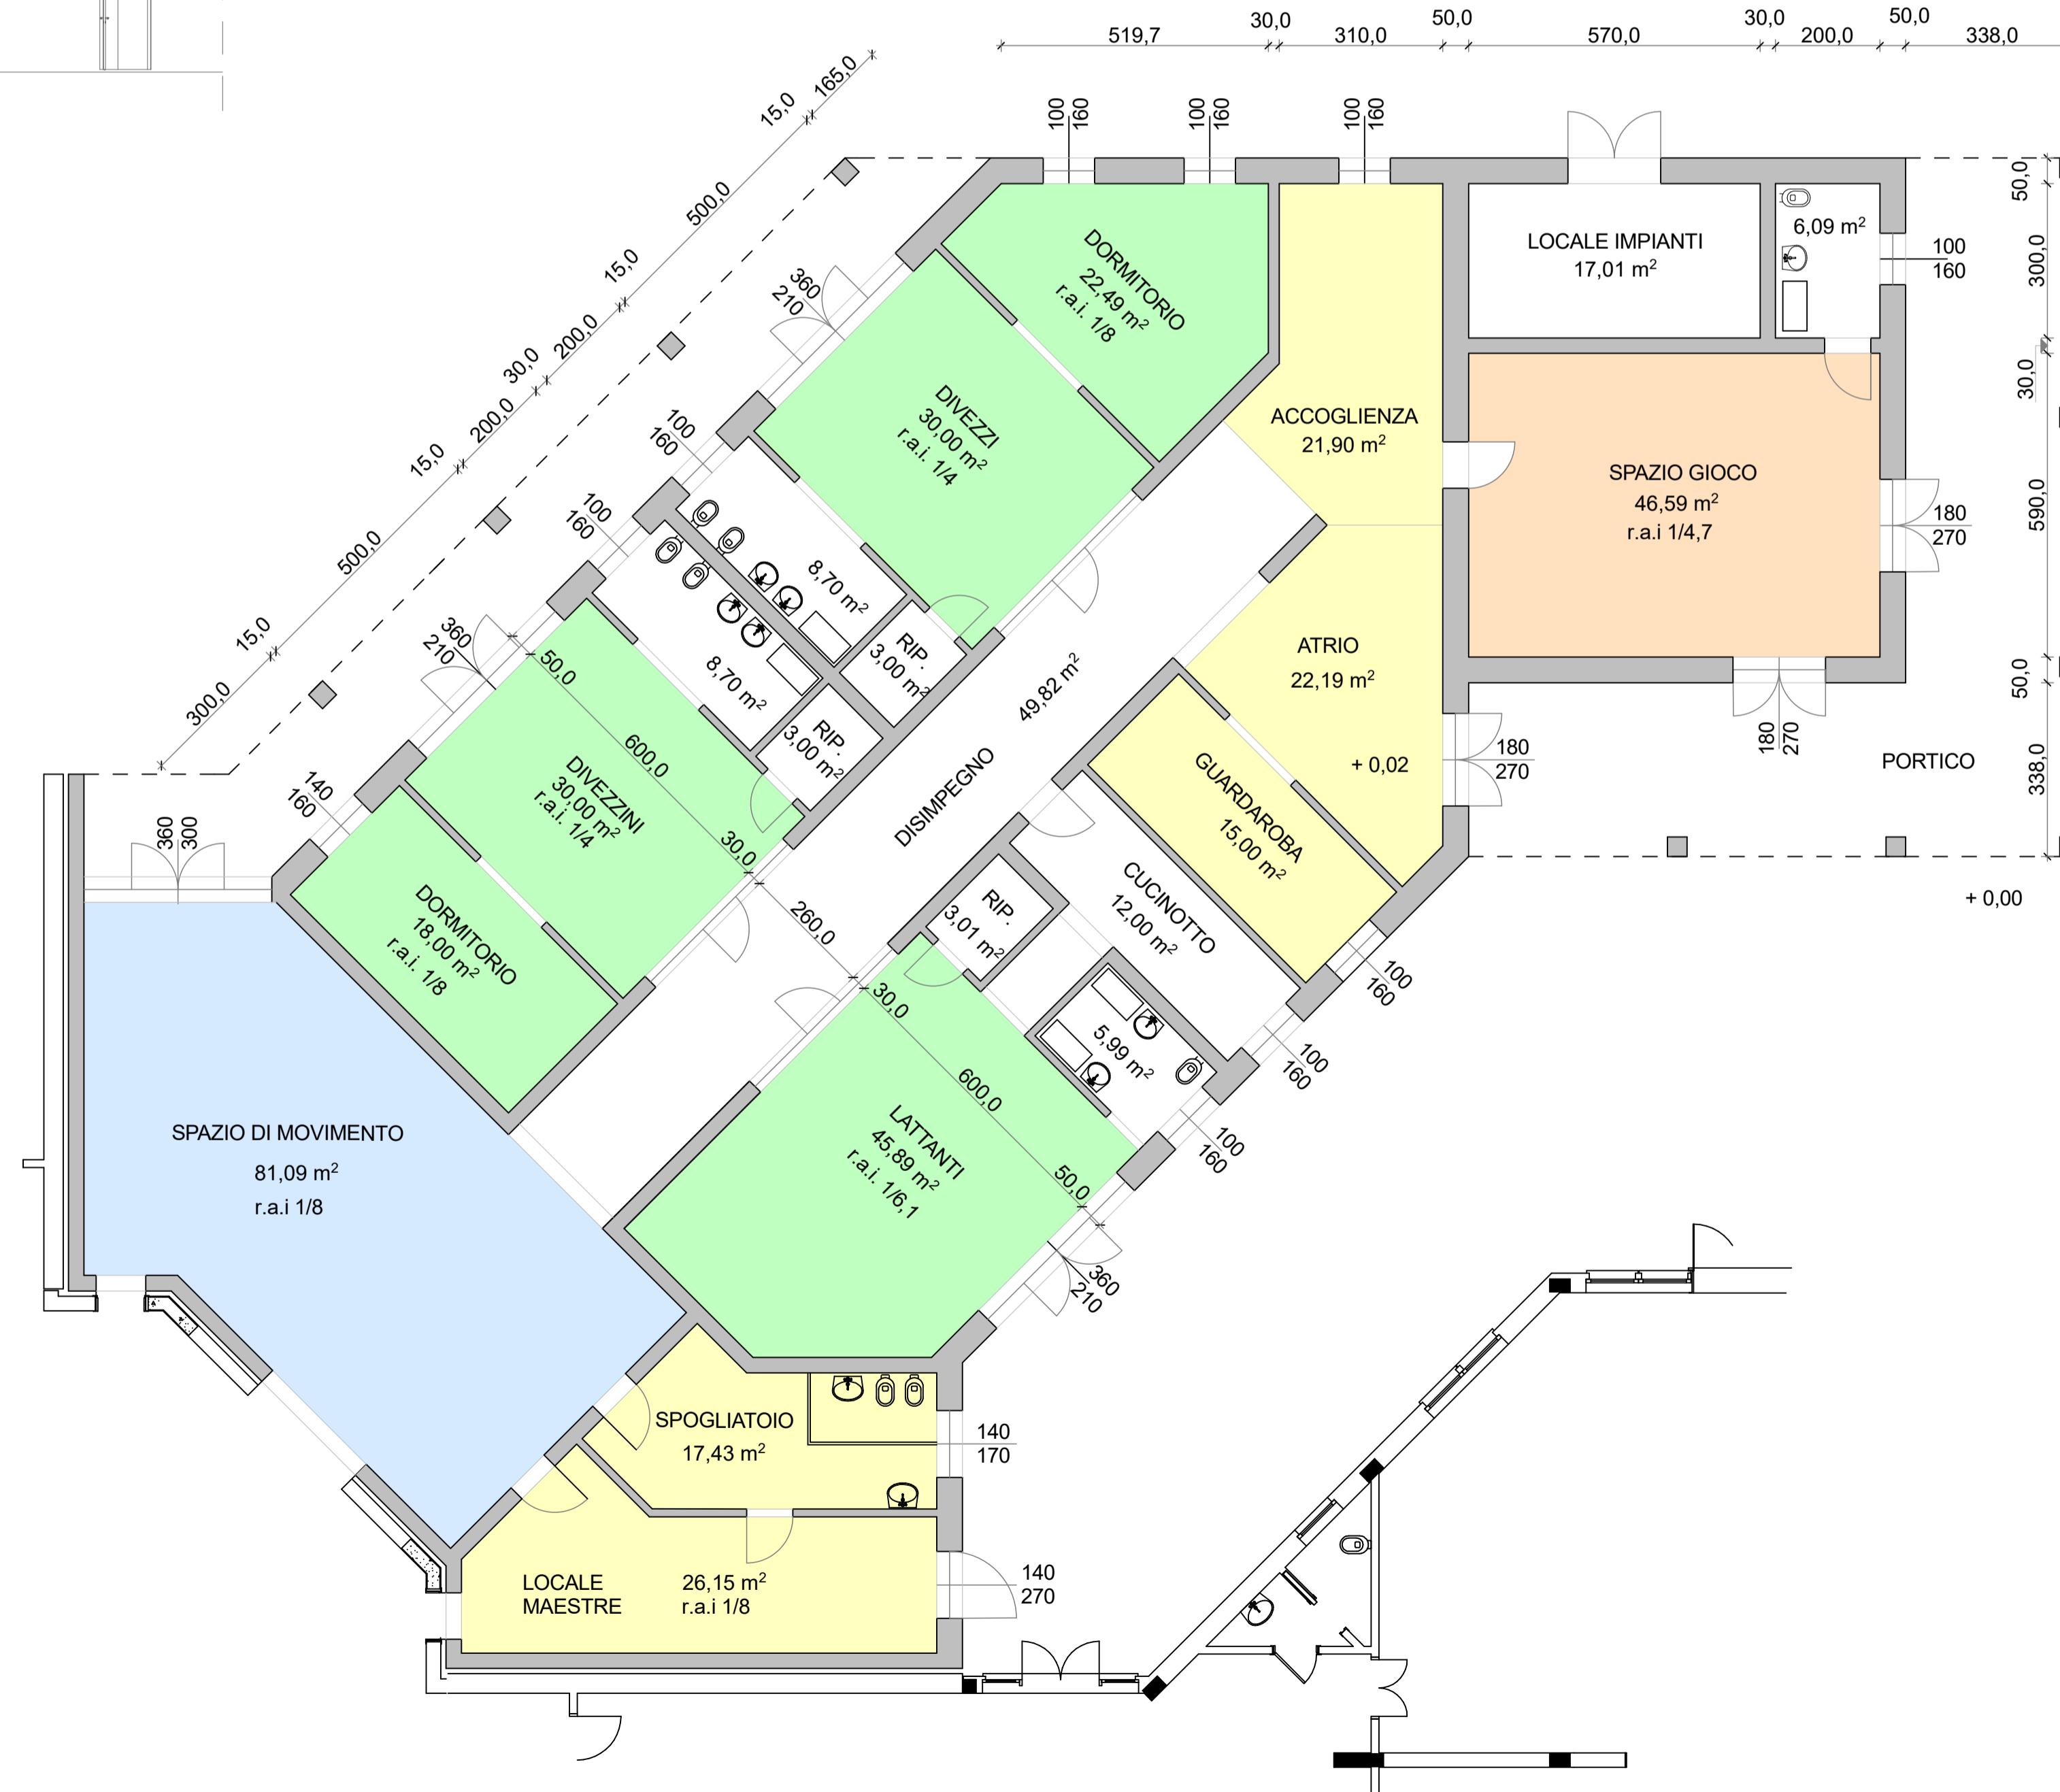 30,0
50,0
30,0
50,0
519,7
310,0
570,0
200,0
338,0
165,0
15,0
500,0
15,0
200,0
30,0
200,0
15,0
500,0
15,0
300,0
100
160
100
160
100
160
50,0
300,0
30,0
590,0
50,0
338,0
DORMITORIO
22,49 m²
r.a.i. 1/8
LOCALE IMPIANTI
17,01 m²
6,09 m²
100
160
360
210
DIVEZZI
30,00 m²
r.a.i. 1/4
ACCOGLIENZA
21,90 m²
SPAZIO GIOCO
46,59 m²
r.a.i 1/4,7
180
270
180
270
100
160
100
160
8,70 m²
RIP.
3,00 m²
8,70 m²
RIP.
3,00 m²
360
210
50,0
600,0
30,0
260,0
30,0
600,0
50,0
DIVEZZINI
30,00 m²
r.a.i. 1/4
DISIMPEGNO
49,82 m²
ATRIO
22,19 m²
+ 0,02
180
270
PORTICO
+ 0,00
GUARDAROBA
15,00 m²
100
160
CUCINOTTO
12,00 m²
100
160
RIP.
3,01 m²
5,99 m²
100
160
140
160
360
300
DORMITORIO
18,00 m²
r.a.i. 1/8
LATTANTI
45,89 m²
r.a.i. 1/6,1
360
210
SPAZIO DI MOVIMENTO
81,09 m²
r.a.i 1/8
SPOGLIATOIO
17,43 m²
140
170
LOCALE
MAESTRE
26,15 m²
r.a.i 1/8
140
270